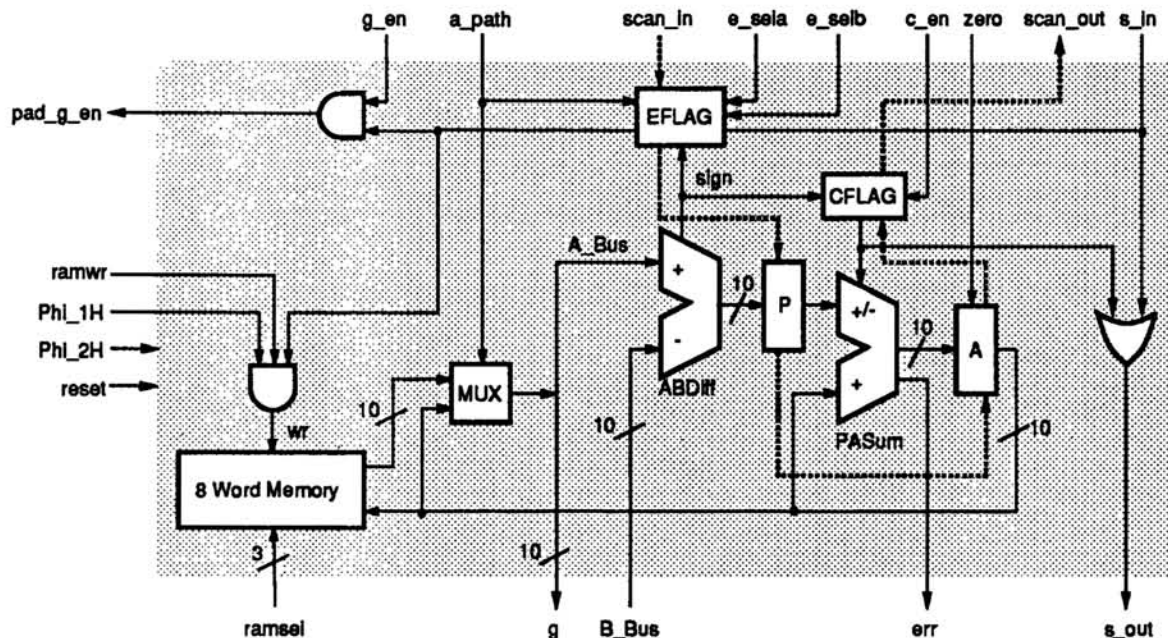 g_en a_path scan_in e_sela e_selb c_en zero scan_out s_in
pad_g_en
EFLAG
sign
CFLAG
A_Bus
ramwr
+
10
P
+/-
10
A
Phi_1H
Phi_2H
-
reset
MUX
ABDiff
+
10
10
10
wr
PASum
8 Word Memory
3
10
ramsel g B_Bus err s_out